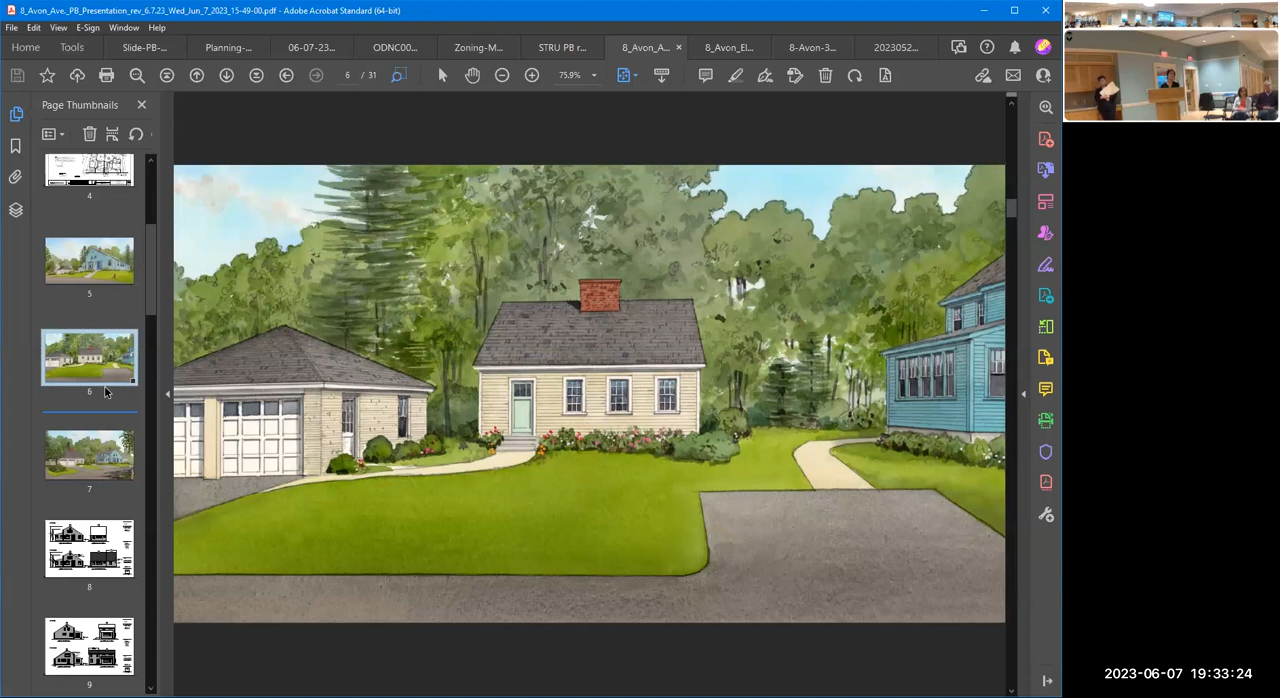 8_Avon_Ave._PB_Presentation_rev_6.7.23_Wed_Jun_7_2023_15-49-00.pdf - Adobe Acrobat Standard (64-bit)
File Edit View E-Sign Window Help
Home Tools Slide-PB-... Planning-... 06-07-23... ODNC00... Zoning-M... STRU PB r... 8_Avon_A... 8_Avon_El... 8-Avon-3... 2023052...
6 / 31 75.9%
Page Thumbnails
4
5
6
7
8
9
2023-06-07 19:33:24